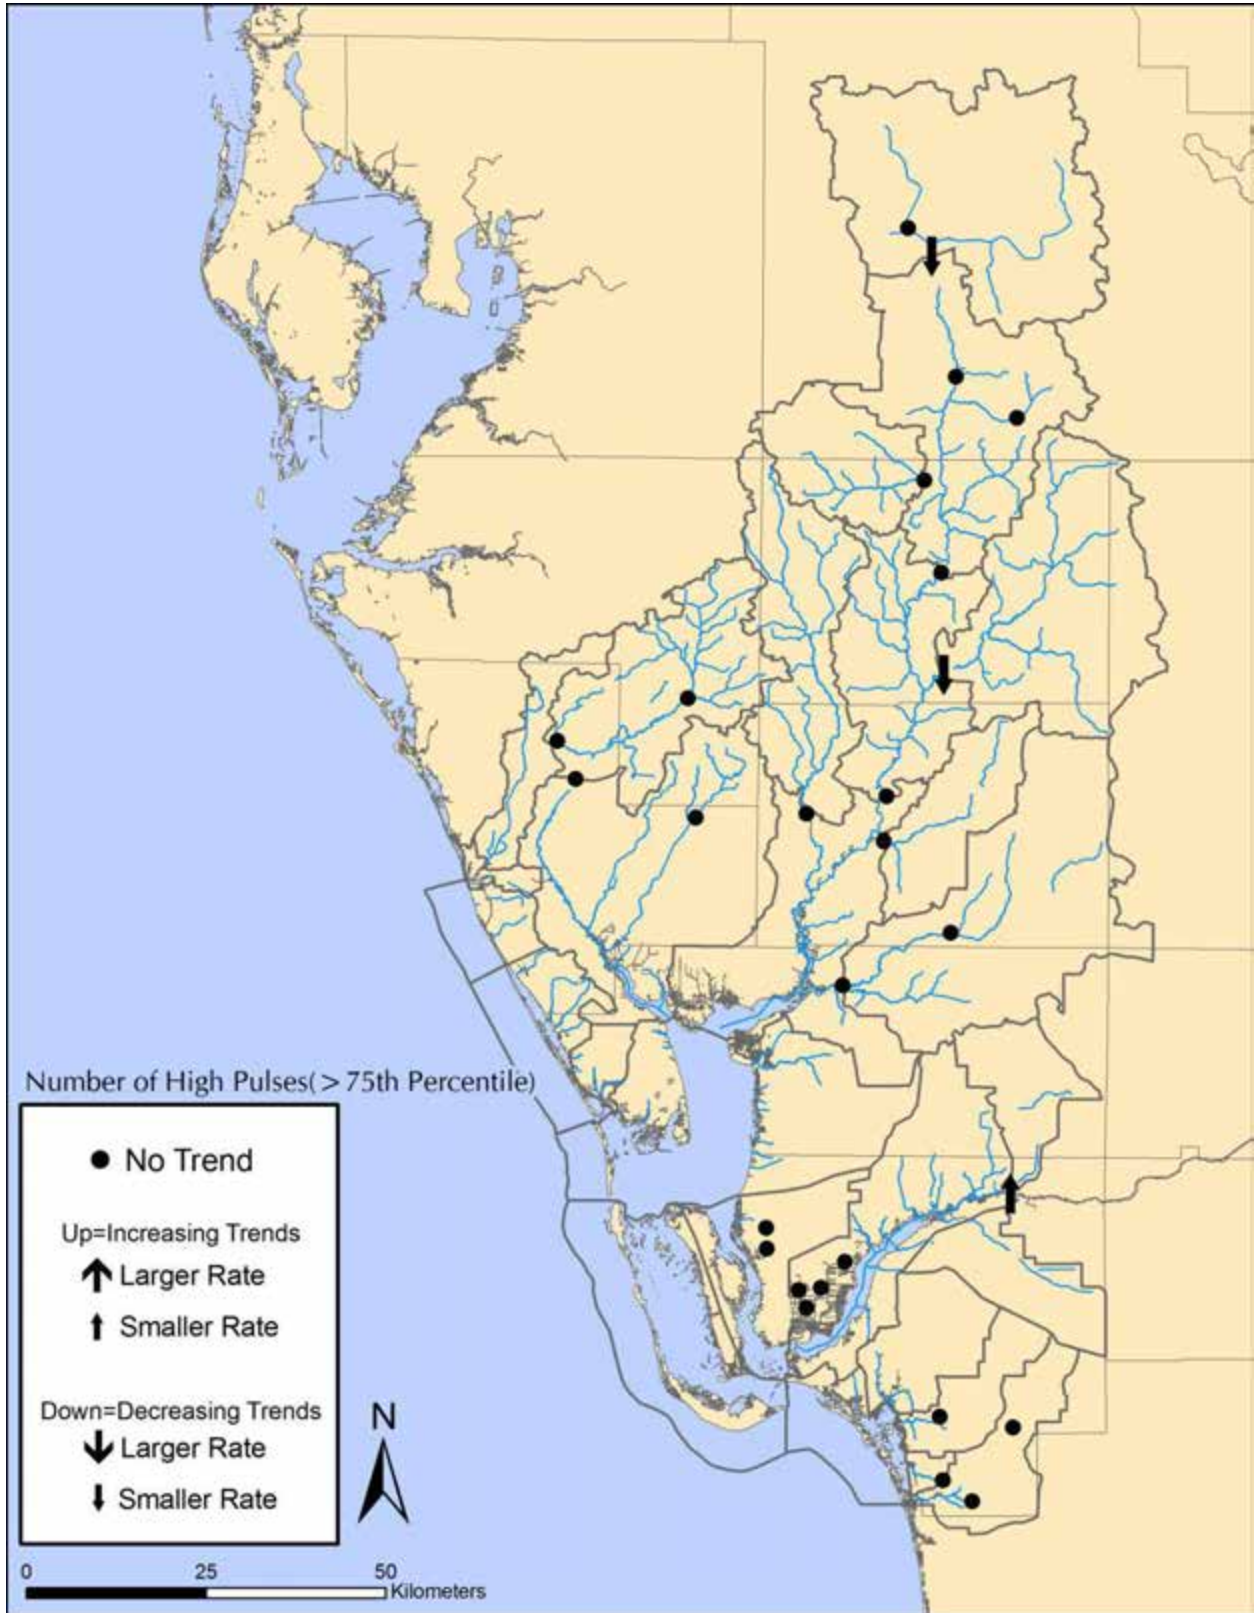 Number of High Pulses(> 75th Percentile)
No Trend
Up=Increasing Trends
Larger Rate
Smaller Rate
Down=Decreasing Trends
Larger Rate
Smaller Rate
N
0 25 50
Kilometers